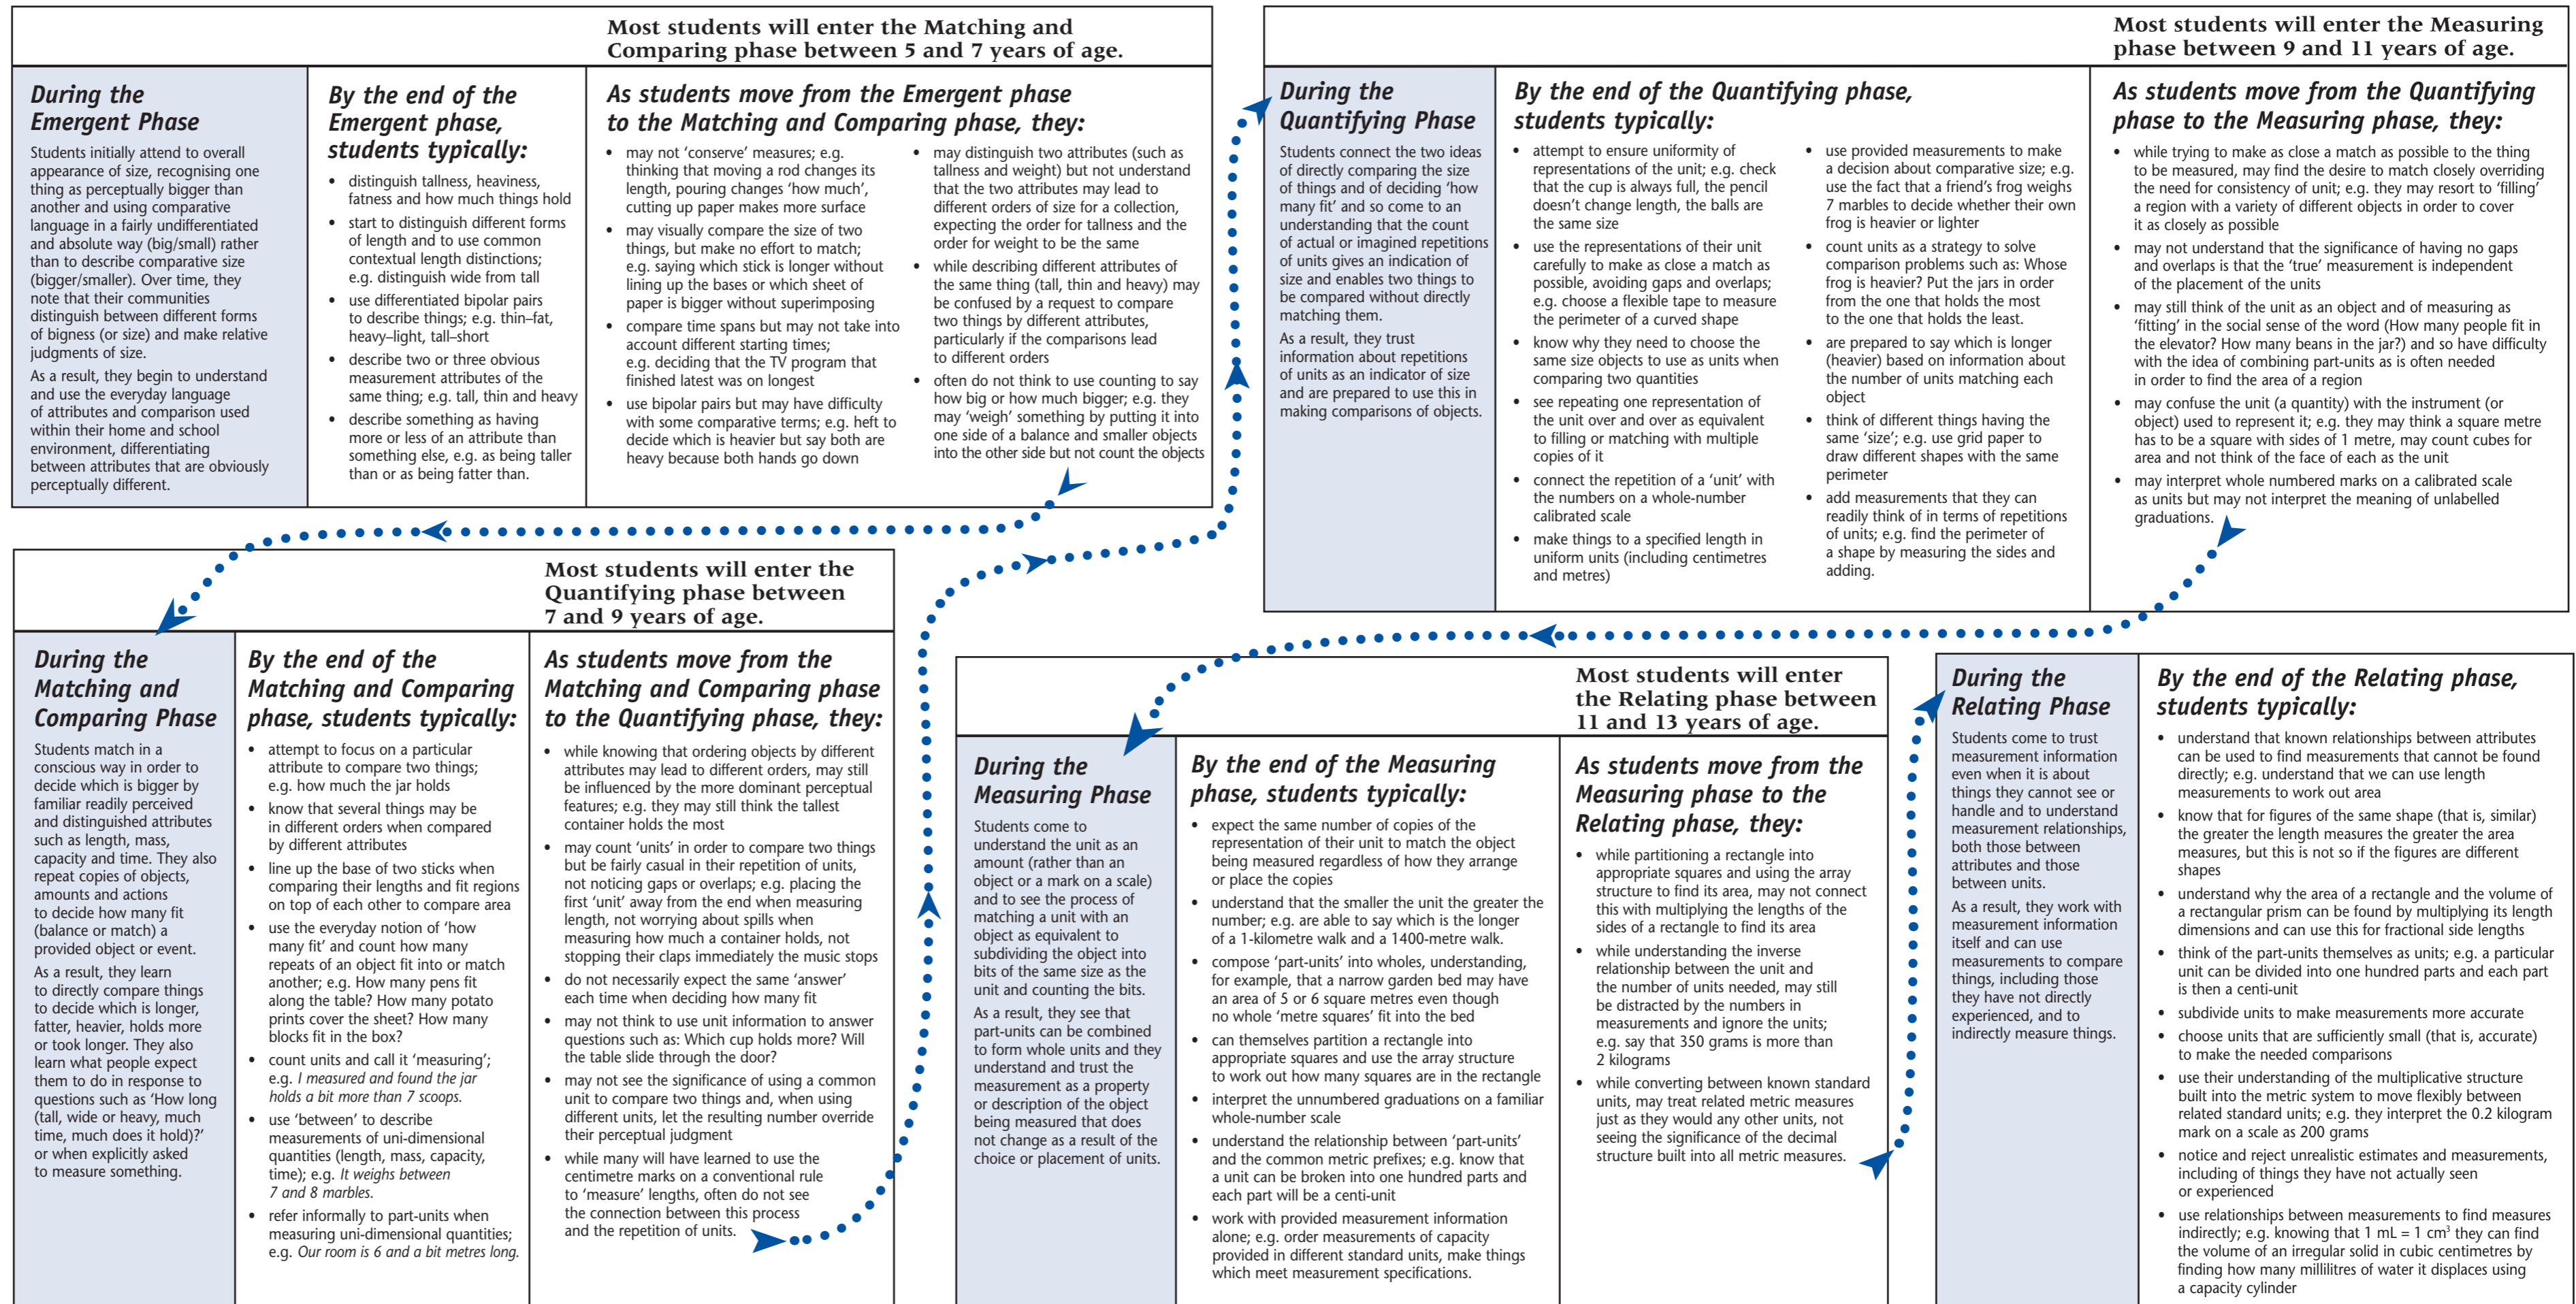 Most students will enter the Matching and
Comparing phase between 5 and 7 years of age.
During the
Emergent Phase
Students initially attend to overall
appearance of size, recognising one
thing as perceptually bigger than
another and using comparative
language in a fairly undifferentiated
and absolute way (big/small) rather
than to describe comparative size
(bigger/smaller). Over time, they
note that their communities
distinguish between different forms
of bigness (or size) and make relative
judgments of size.
As a result, they begin to understand
and use the everyday language
of attributes and comparison used
within their home and school
environment, differentiating
between attributes that are obviously
perceptually different.
By the end of the
Emergent phase,
students typically:
• distinguish tallness, heaviness,
fatness and how much things hold
• start to distinguish different forms
of length and to use common
contextual length distinctions;
e.g. distinguish wide from tall
• use differentiated bipolar pairs
to describe things; e.g. thin–fat,
heavy–light, tall–short
• describe two or three obvious
measurement attributes of the
same thing; e.g. tall, thin and heavy
• describe something as having
more or less of an attribute than
something else, e.g. as being taller
than or as being fatter than.
As students move from the Emergent phase
to the Matching and Comparing phase, they:
• may not ‘conserve’ measures; e.g.
thinking that moving a rod changes its
length, pouring changes ‘how much’,
cutting up paper makes more surface
• may visually compare the size of two
things, but make no effort to match;
e.g. saying which stick is longer without
lining up the bases or which sheet of
paper is bigger without superimposing
• compare time spans but may not take into
account different starting times;
e.g. deciding that the TV program that
finished latest was on longest
• use bipolar pairs but may have difficulty
with some comparative terms; e.g. heft to
decide which is heavier but say both are
heavy because both hands go down
• may distinguish two attributes (such as
tallness and weight) but not understand
that the two attributes may lead to
different orders of size for a collection,
expecting the order for tallness and the
order for weight to be the same
• while describing different attributes of
the same thing (tall, thin and heavy) may
be confused by a request to compare
two things by different attributes,
particularly if the comparisons lead
to different orders
• often do not think to use counting to say
how big or how much bigger; e.g. they
may ‘weigh’ something by putting it into
one side of a balance and smaller objects
into the other side but not count the objects
Most students will enter the
Quantifying phase between
7 and 9 years of age.
During the
Matching and
Comparing Phase
Students match in a
conscious way in order to
decide which is bigger by
familiar readily perceived
and distinguished attributes
such as length, mass,
capacity and time. They also
repeat copies of objects,
amounts and actions
to decide how many fit
(balance or match) a
provided object or event.
As a result, they learn
to directly compare things
to decide which is longer,
fatter, heavier, holds more
or took longer. They also
learn what people expect
them to do in response to
questions such as ‘How long
(tall, wide or heavy, much
time, much does it hold)?’
or when explicitly asked
to measure something.
By the end of the
Matching and Comparing
phase, students typically:
• attempt to focus on a particular
attribute to compare two things;
e.g. how much the jar holds
• know that several things may be
in different orders when compared
by different attributes
• line up the base of two sticks when
comparing their lengths and fit regions
on top of each other to compare area
• use the everyday notion of ‘how
many fit’ and count how many
repeats of an object fit into or match
another; e.g. How many pens fit
along the table? How many potato
prints cover the sheet? How many
blocks fit in the box?
• count units and call it ‘measuring’;
e.g. I measured and found the jar
holds a bit more than 7 scoops.
• use ‘between’ to describe
measurements of uni-dimensional
quantities (length, mass, capacity,
time); e.g. It weighs between
7 and 8 marbles.
• refer informally to part-units when
measuring uni-dimensional quantities;
e.g. Our room is 6 and a bit metres long.
As students move from the
Matching and Comparing phase
to the Quantifying phase, they:
• while knowing that ordering objects by different
attributes may lead to different orders, may still
be influenced by the more dominant perceptual
features; e.g. they may still think the tallest
container holds the most
• may count ‘units’ in order to compare two things
but be fairly casual in their repetition of units,
not noticing gaps or overlaps; e.g. placing the
first ‘unit’ away from the end when measuring
length, not worrying about spills when
measuring how much a container holds, not
stopping their claps immediately the music stops
• do not necessarily expect the same ‘answer’
each time when deciding how many fit
• may not think to use unit information to answer
questions such as: Which cup holds more? Will
the table slide through the door?
• may not see the significance of using a common
unit to compare two things and, when using
different units, let the resulting number override
their perceptual judgment
• while many will have learned to use the
centimetre marks on a conventional rule
to ‘measure’ lengths, often do not see
the connection between this process
and the repetition of units.
Most students will enter the Measuring
phase between 9 and 11 years of age.
During the
Quantifying Phase
Students connect the two ideas
of directly comparing the size
of things and of deciding ‘how
many fit’ and so come to an
understanding that the count
of actual or imagined repetitions
of units gives an indication of
size and enables two things to
be compared without directly
matching them.
As a result, they trust
information about repetitions
of units as an indicator of size
and are prepared to use this in
making comparisons of objects.
By the end of the Quantifying phase,
students typically:
• attempt to ensure uniformity of
representations of the unit; e.g. check
that the cup is always full, the pencil
doesn’t change length, the balls are
the same size
• use the representations of their unit
carefully to make as close a match as
possible, avoiding gaps and overlaps;
e.g. choose a flexible tape to measure
the perimeter of a curved shape
• know why they need to choose the
same size objects to use as units when
comparing two quantities
• see repeating one representation of
the unit over and over as equivalent
to filling or matching with multiple
copies of it
• connect the repetition of a ‘unit’ with
the numbers on a whole-number
calibrated scale
• make things to a specified length in
uniform units (including centimetres
and metres)
• use provided measurements to make
a decision about comparative size; e.g.
use the fact that a friend’s frog weighs
7 marbles to decide whether their own
frog is heavier or lighter
• count units as a strategy to solve
comparison problems such as: Whose
frog is heavier? Put the jars in order
from the one that holds the most
to the one that holds the least.
• are prepared to say which is longer
(heavier) based on information about
the number of units matching each
object
• think of different things having the
same ‘size’; e.g. use grid paper to
draw different shapes with the same
perimeter
• add measurements that they can
readily think of in terms of repetitions
of units; e.g. find the perimeter of
a shape by measuring the sides and
adding.
As students move from the Quantifying
phase to the Measuring phase, they:
• while trying to make as close a match as possible to the thing
to be measured, may find the desire to match closely overriding
the need for consistency of unit; e.g. they may resort to ‘filling’
a region with a variety of different objects in order to cover
it as closely as possible
• may not understand that the significance of having no gaps
and overlaps is that the ‘true’ measurement is independent
of the placement of the units
• may still think of the unit as an object and of measuring as
‘fitting’ in the social sense of the word (How many people fit in
the elevator? How many beans in the jar?) and so have difficulty
with the idea of combining part-units as is often needed
in order to find the area of a region
• may confuse the unit (a quantity) with the instrument (or
object) used to represent it; e.g. they may think a square metre
has to be a square with sides of 1 metre, may count cubes for
area and not think of the face of each as the unit
• may interpret whole numbered marks on a calibrated scale
as units but may not interpret the meaning of unlabelled
graduations.
Most students will enter
the Relating phase between
11 and 13 years of age.
During the
Measuring Phase
Students come to
understand the unit as an
amount (rather than an
object or a mark on a scale)
and to see the process of
matching a unit with an
object as equivalent to
subdividing the object into
bits of the same size as the
unit and counting the bits.
As a result, they see that
part-units can be combined
to form whole units and they
understand and trust the
measurement as a property
or description of the object
being measured that does
not change as a result of the
choice or placement of units.
By the end of the Measuring
phase, students typically:
• expect the same number of copies of the
representation of their unit to match the object
being measured regardless of how they arrange
or place the copies
• understand that the smaller the unit the greater the
number; e.g. are able to say which is the longer
of a 1-kilometre walk and a 1400-metre walk.
• compose ‘part-units’ into wholes, understanding,
for example, that a narrow garden bed may have
an area of 5 or 6 square metres even though
no whole ‘metre squares’ fit into the bed
• can themselves partition a rectangle into
appropriate squares and use the array structure
to work out how many squares are in the rectangle
• interpret the unnumbered graduations on a familiar
whole-number scale
• understand the relationship between ‘part-units’
and the common metric prefixes; e.g. know that
a unit can be broken into one hundred parts and
each part will be a centi-unit
• work with provided measurement information
alone; e.g. order measurements of capacity
provided in different standard units, make things
which meet measurement specifications.
As students move from the
Measuring phase to the
Relating phase, they:
• while partitioning a rectangle into
appropriate squares and using the array
structure to find its area, may not connect
this with multiplying the lengths of the
sides of a rectangle to find its area
• while understanding the inverse
relationship between the unit and
the number of units needed, may still
be distracted by the numbers in
measurements and ignore the units;
e.g. say that 350 grams is more than
2 kilograms
• while converting between known standard
units, may treat related metric measures
just as they would any other units, not
seeing the significance of the decimal
structure built into all metric measures.
During the
Relating Phase
Students come to trust
measurement information
even when it is about
things they cannot see or
handle and to understand
measurement relationships,
both those between
attributes and those
between units.
As a result, they work with
measurement information
itself and can use
measurements to compare
things, including those
they have not directly
experienced, and to
indirectly measure things.
By the end of the Relating phase,
students typically:
• understand that known relationships between attributes
can be used to find measurements that cannot be found
directly; e.g. understand that we can use length
measurements to work out area
• know that for figures of the same shape (that is, similar)
the greater the length measures the greater the area
measures, but this is not so if the figures are different
shapes
• understand why the area of a rectangle and the volume of
a rectangular prism can be found by multiplying its length
dimensions and can use this for fractional side lengths
• think of the part-units themselves as units; e.g. a particular
unit can be divided into one hundred parts and each part
is then a centi-unit
• subdivide units to make measurements more accurate
• choose units that are sufficiently small (that is, accurate)
to make the needed comparisons
• use their understanding of the multiplicative structure
built into the metric system to move flexibly between
related standard units; e.g. they interpret the 0.2 kilogram
mark on a scale as 200 grams
• notice and reject unrealistic estimates and measurements,
including of things they have not actually seen
or experienced
• use relationships between measurements to find measures
indirectly; e.g. knowing that 1 mL = 1 cm³ they can find
the volume of an irregular solid in cubic centimetres by
finding how many millilitres of water it displaces using
a capacity cylinder